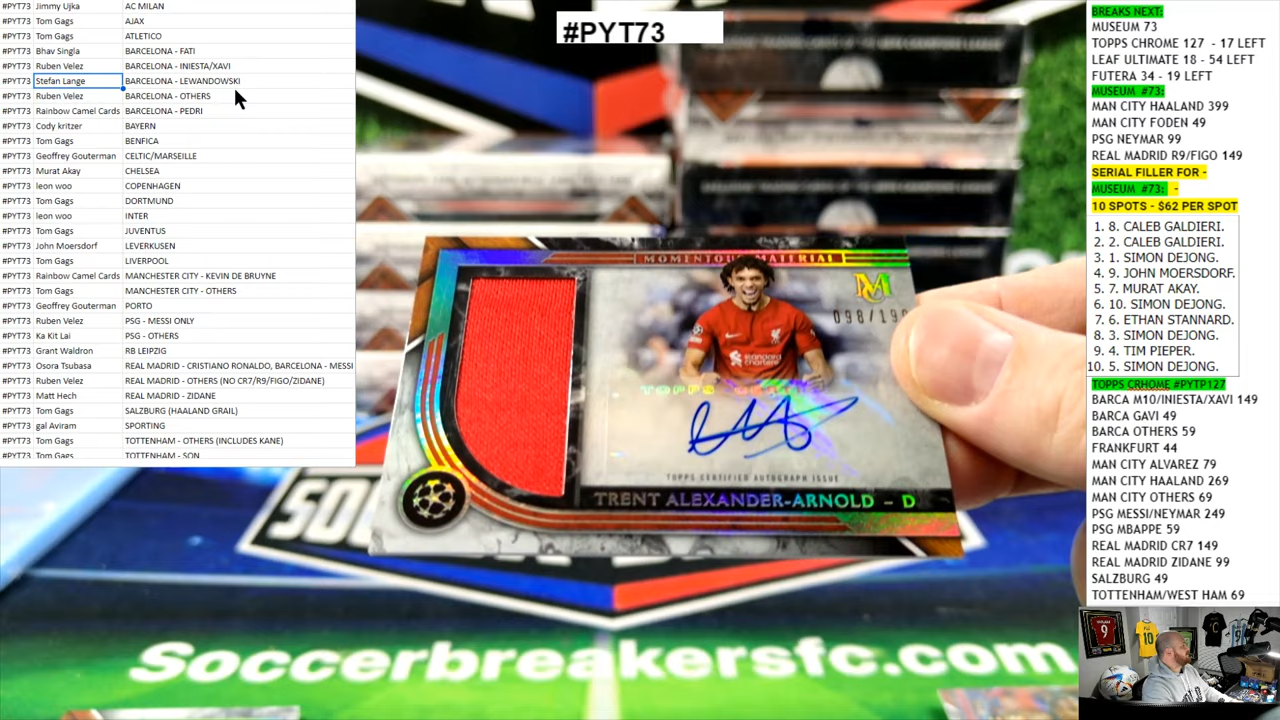 #PYT73 Jimmy Ujka AC MILAN
#PYT73 Tom Gags AJAX
#PYT73 Tom Gags ATLETICO
#PYT73 Bhav Singla BARCELONA - FATI
#PYT73 Ruben Velez BARCELONA - INIESTA/XAVI
#PYT73 Stefan Lange BARCELONA - LEWANDOWSKI
#PYT73 Ruben Velez BARCELONA - OTHERS
#PYT73 Rainbow Camel Cards BARCELONA - PEDRI
#PYT73 Cody kritzer BAYERN
#PYT73 Tom Gags BENFICA
#PYT73 Geoffrey Gouterman CELTIC/MARSEILLE
#PYT73 Murat Akay CHELSEA
#PYT73 leon woo COPENHAGEN
#PYT73 Tom Gags DORTMUND
#PYT73 leon woo INTER
#PYT73 Tom Gags JUVENTUS
#PYT73 John Moersdorf LEVERKUSEN
#PYT73 Tom Gags LIVERPOOL
#PYT73 Rainbow Camel Cards MANCHESTER CITY - KEVIN DE BRUYNE
#PYT73 Tom Gags MANCHESTETY - OTHERS
#PYT73 Geoffrey Gouterman PORTO
#PYT73 Ruben Velez PSG - MESSI ONLY
#PYT73 Ka Kit Lai PSG - OTHERS
#PYT73 Grant Waldron RB LEIPZIG
#PYT73 Osora Tsubasa REAL MADRID - CRISTIANO RONALDO, BARCELONA - MESSI
#PYT73 Ruben Velez REAL MADRID - OTHERS (NO CR7/R9/FIGO/ZIDANE)
#PYT73 Matt Hech REAL MADRID - ZIDANE
#PYT73 Tom Gags SALZBURG (HAALAND GRAIL)
#PYT73 gal Aviram SPORTING
#PYT73 Tom Gags TOTTENHAM - OTHERS (INCLUDES KANE)
#PYT73 Tom Gags TOTTENHAM - SON
#PYT73
MOMENTOUS MATERIAL
M
098/199
standard chartered
TOPPS CERTIFIED AUTOGRAPH ISSUE
TRENT ALEXANDER-ARNOLD - D
Soccerbreakersfc.com
BREAKS NEXT:
MUSEUM 73
TOPPS CHROME 127 - 17 LEFT
LEAF ULTIMATE 18 - 54 LEFT
FUTERA 34 - 19 LEFT
MUSEUM #73:
MAN CITY HAALAND 399
MAN CITY FODEN 49
PSG NEYMAR 99
REAL MADRID R9/FIGO 149
SERIAL FILLER FOR -
MUSEUM #73: -
10 SPOTS - $62 PER SPOT
1. 8. CALEB GALDIERI.
2. 2. CALEB GALDIERI.
3. 1. SIMON DEJONG.
4. 9. JOHN MOERSDORF.
5. 7. MURAT AKAY.
6. 10. SIMON DEJONG.
7. 6. ETHAN STANNARD.
8. 3. SIMON DEJONG.
9. 4. TIM PIEPER.
10. 5. SIMON DEJONG.
TOPPS CRHOME #PYTP127
BARCA M10/INIESTA/XAVI 149
BARCA GAVI 49
BARCA OTHERS 59
FRANKFURT 44
MAN CITY ALVAREZ 79
MAN CITY HAALAND 269
MAN CITY OTHERS 69
PSG MESSI/NEYMAR 249
PSG MBAPPE 59
REAL MADRID CR7 149
REAL MADRID ZIDANE 99
SALZBURG 49
TOTTENHAM/WEST HAM 69
9
10